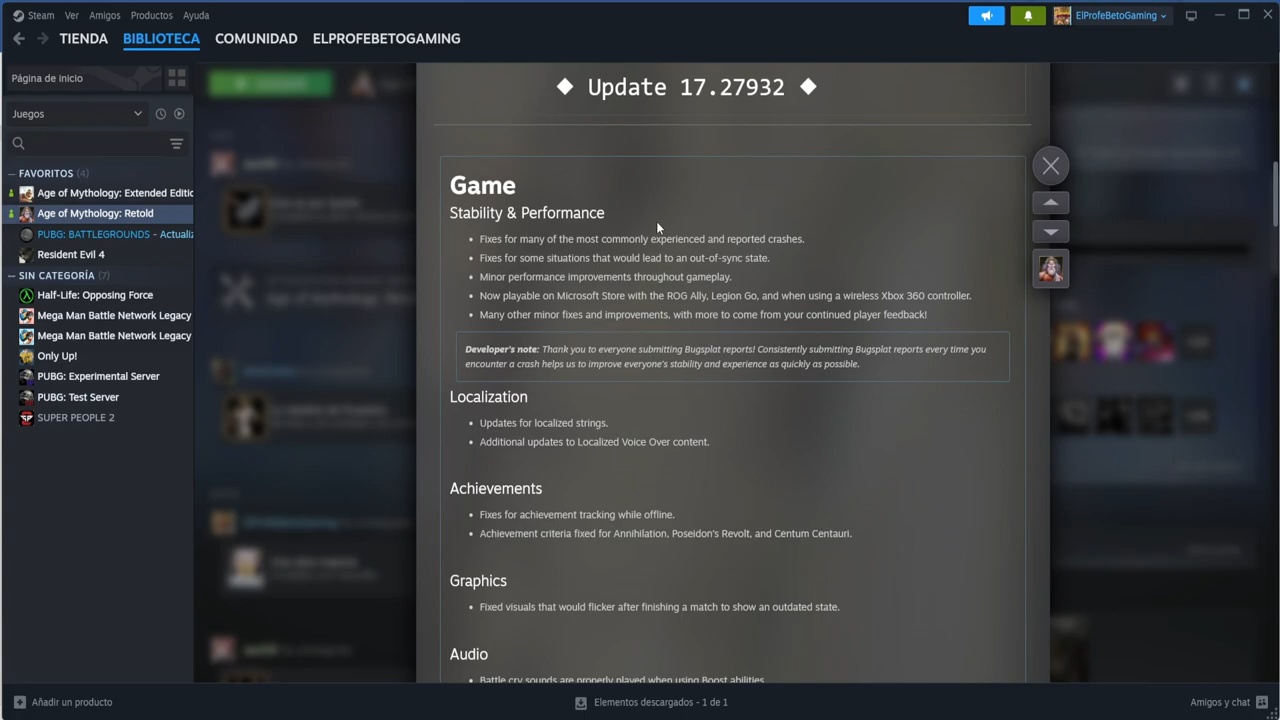 Steam Ver Amigos Productos Ayuda
ElProfeBetoGaming
TIENDA BIBLIOTECA COMUNIDAD ELPROFEBETOGAMING
Página de inicio
Juegos
FAVORITOS (4)
Age of Mythology: Extended Editic
Age of Mythology: Retold
PUBG: BATTLEGROUNDS - Actualiz
Resident Evil 4
SIN CATEGORÍA (7)
Half-Life: Opposing Force
Mega Man Battle Network Legacy
Mega Man Battle Network Legacy
Only Up!
PUBG: Experimental Server
PUBG: Test Server
SUPER PEOPLE 2
◆ Update 17.27932 ◆
Game
Stability & Performance
• Fixes for many of the most commonly experienced and reported crashes.
• Fixes for some situations that would lead to an out-of-sync state.
• Minor performance improvements throughout gameplay.
• Now playable on Microsoft Store with the ROG Ally, Legion Go, and when using a wireless Xbox 360 controller.
• Many other minor fixes and improvements, with more to come from your continued player feedback!
Developer's note: Thank you to everyone submitting Bugsplat reports! Consistently submitting Bugsplat reports every time you
encounter a crash helps us to improve everyone's stability and experience as quickly as possible.
Localization
• Updates for localized strings.
• Additional updates to Localized Voice Over content.
Achievements
• Fixes for achievement tracking while offline.
• Achievement criteria fixed for Annihilation, Poseidon's Revolt, and Centum Centauri.
Graphics
• Fixed visuals that would flicker after finishing a match to show an outdated state.
Audio
• Battle cry sounds are properly played when using Boost abilities.
Añadir un producto
Elementos descargados - 1 de 1
Amigos y chat